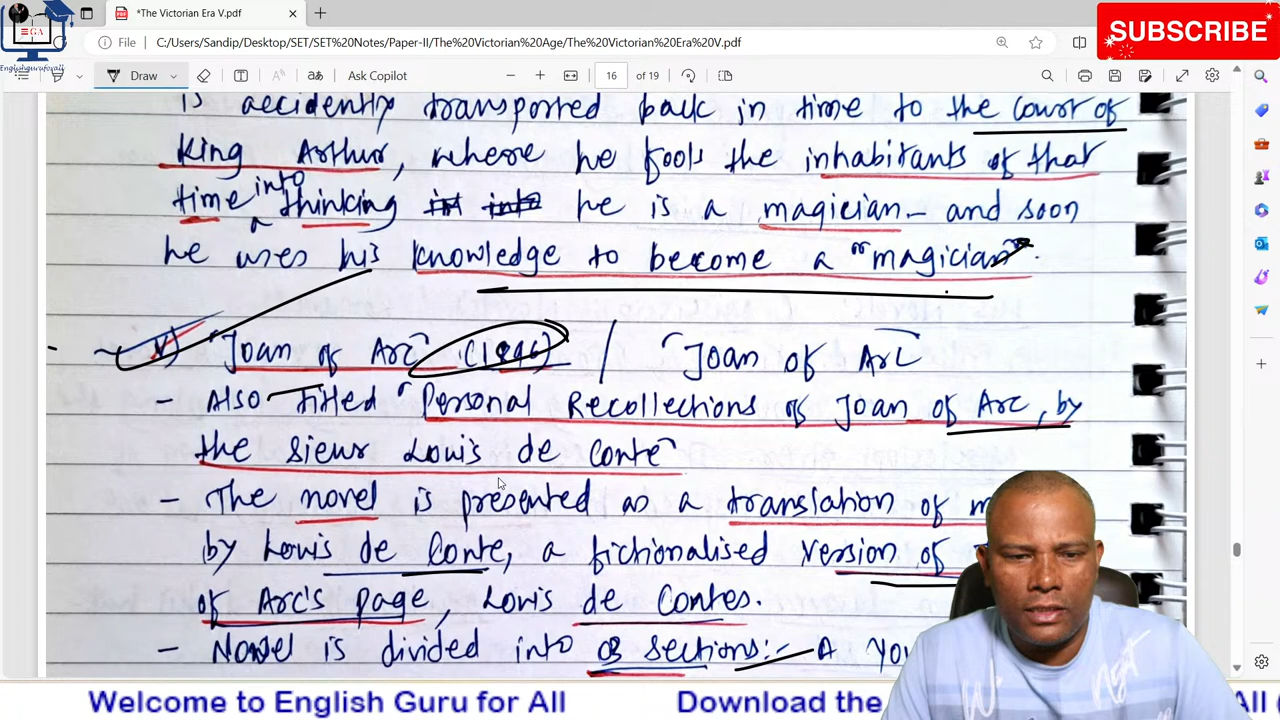 *The Victorian Era V.pdf
SUBSCRIBE
EGA
Englishguruforall
File
C:/Users/Sandip/Desktop/SET/SET%20Notes/Paper-II/The%20Victorian%20Age/The%20Victorian%20Era%20V.pdf
Draw
Ask Copilot
16 of 19
is accidently transported back in time to the court of
King Arthur, where he fools the inhabitants of that
time into thinking he is a magician - and soon
he uses his knowledge to become a "magician".
V) "Joan of Arc" (1896) / "Joan of Arc"
- Also titled "Personal Recollections of Joan of Arc, by
the sieur Louis de Conte"
- The novel is presented as a translation of
by Louis de Conte, a fictionalised version of
of Arc's page, Louis de Contes.
- Novel is divided into 03 sections:- A
Welcome to English Guru for All
Download the